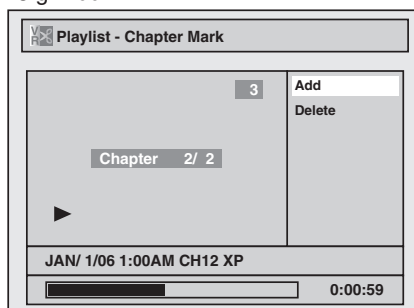 VR Playlist - Chapter Mark
3
Add
Delete
Chapter 2/ 2
JAN/ 1/06 1:00AM CH12 XP
0:00:59